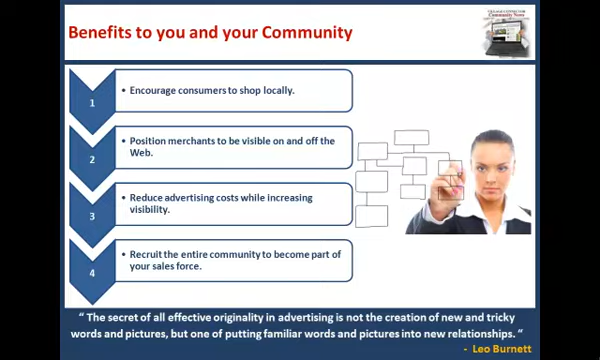 Benefits to you and your Community
Community News
1
• Encourage consumers to shop locally.
2
• Position merchants to be visible on and off the
Web.
3
• Reduce advertising costs while increasing
visibility.
4
• Recruit the entire community to become part of
your sales force.
“ The secret of all effective originality in advertising is not the creation of new and tricky
words and pictures, but one of putting familiar words and pictures into new relationships. “
- Leo Burnett